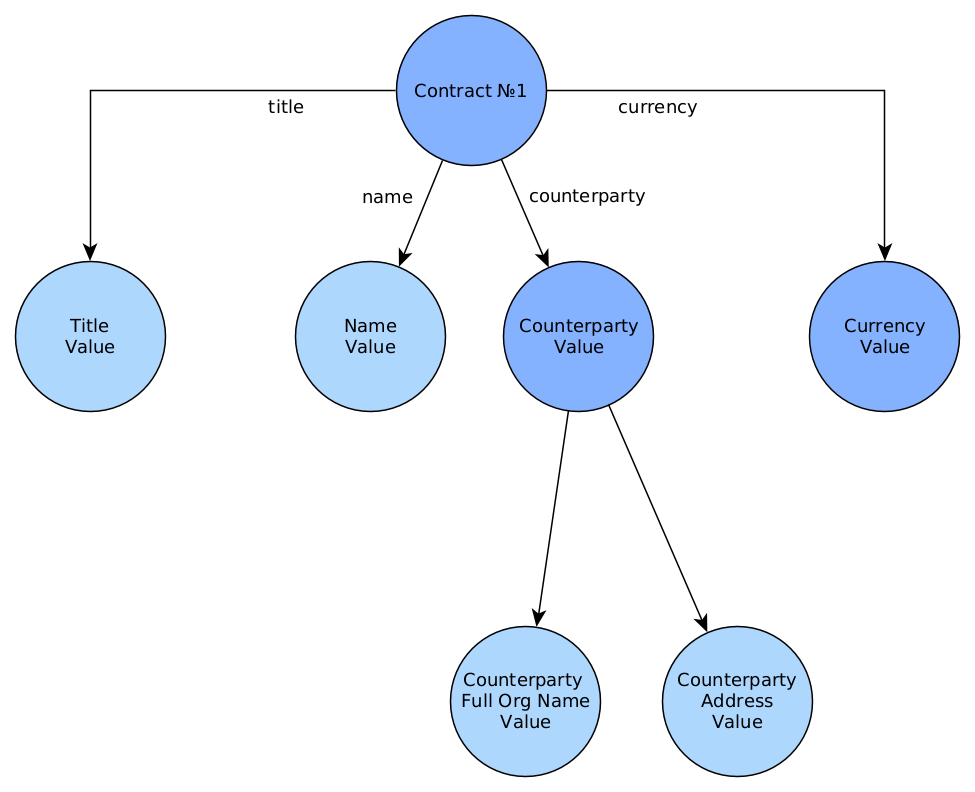 Contract №1
title
currency
name
counterparty
Title
Value
Name
Value
Counterparty
Value
Currency
Value
Counterparty
Full Org Name
Value
Counterparty
Address
Value